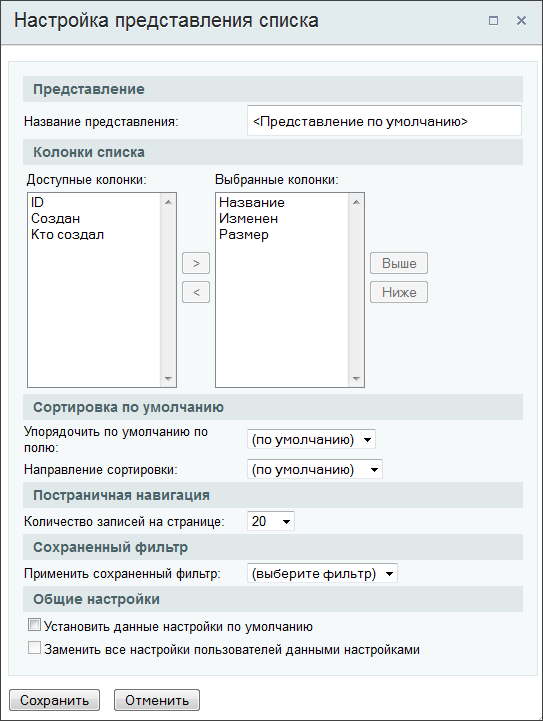 Настройка представления списка
Представление
Название представления: <Представление по умолчанию>
Колонки списка
Доступные колонки: Выбранные колонки:
ID Название
Создан Изменен
Кто создал Размер
> Выше
< Ниже
Сортировка по умолчанию
Упорядочить по умолчанию по
полю: (по умолчанию)
Направление сортировки: (по умолчанию)
Постраничная навигация
Количество записей на странице: 20
Сохраненный фильтр
Применить сохраненный фильтр: (выберите фильтр)
Общие настройки
Установить данные настройки по умолчанию
Заменить все настройки пользователей данными настройками
Сохранить Отменить